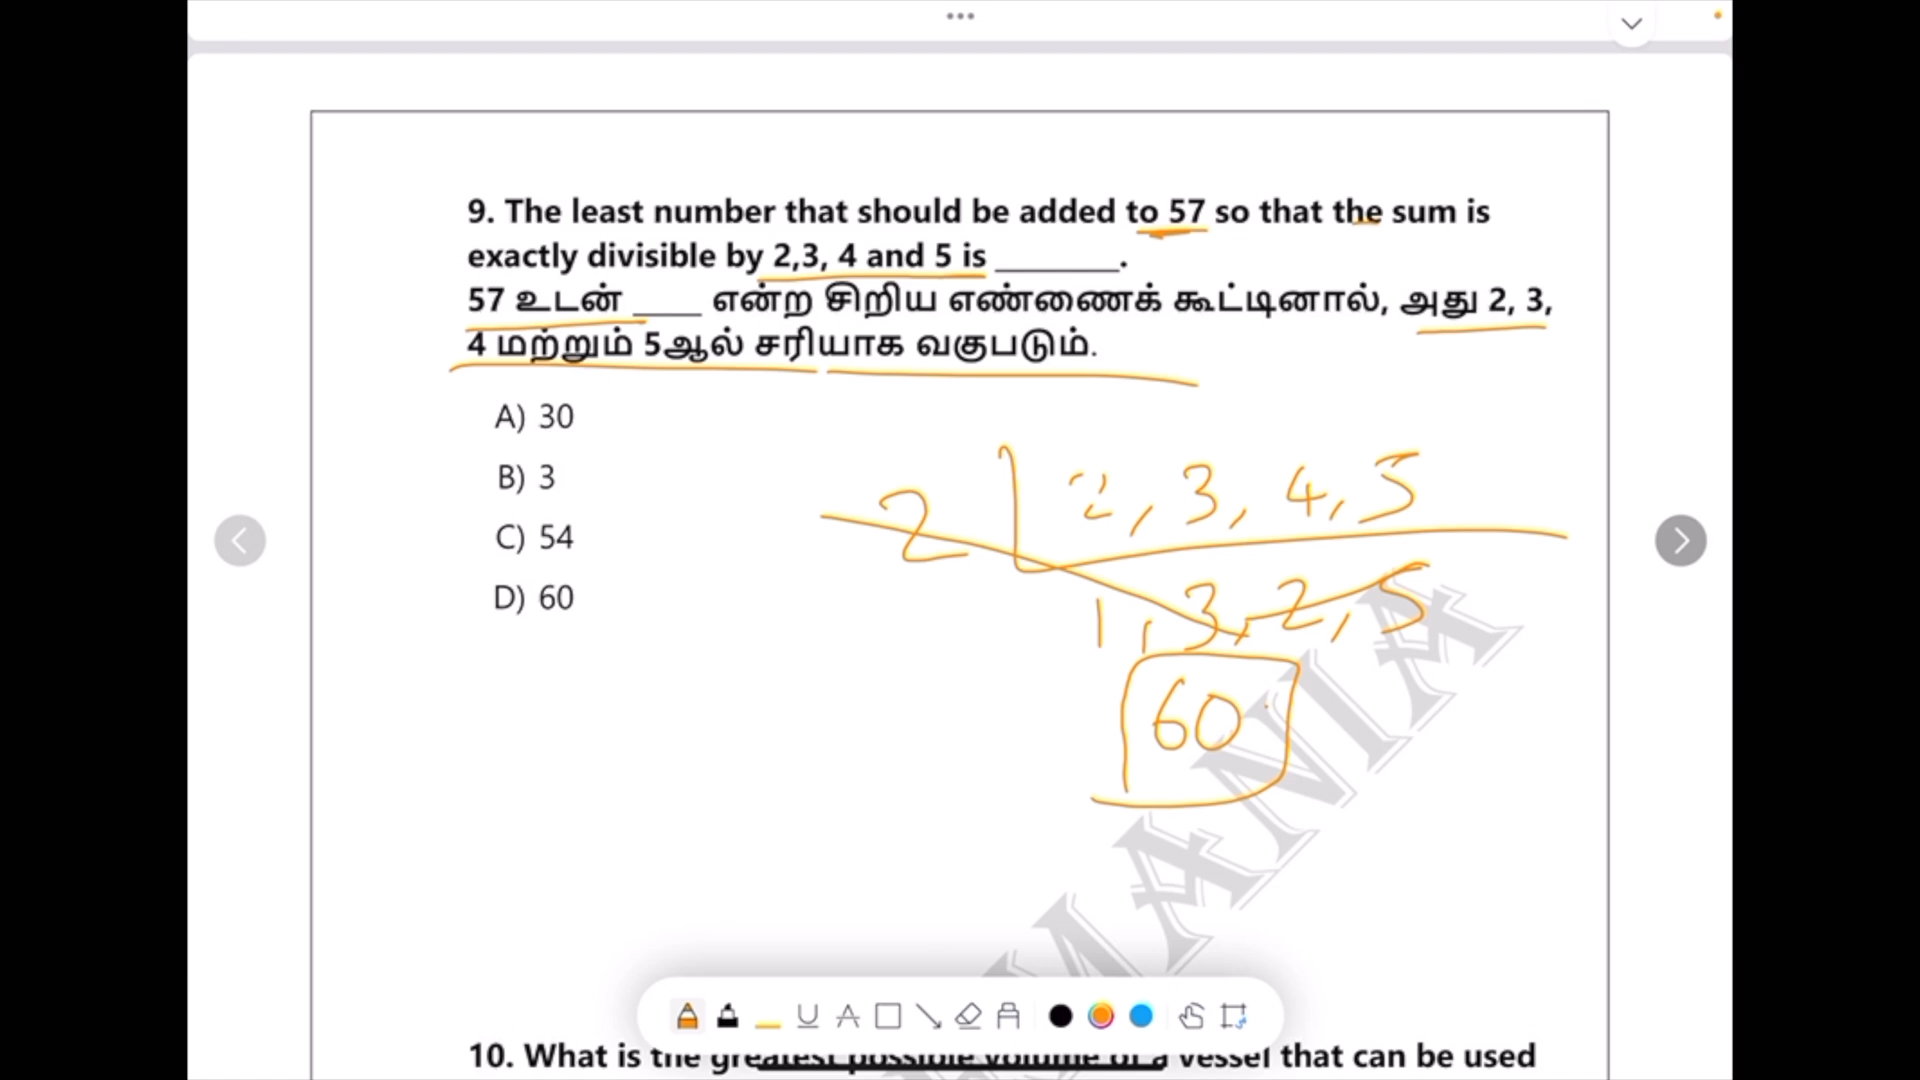 9. The least number that should be added to 57 so that the sum is
exactly divisible by 2,3, 4 and 5 is ________.
57 உடன் ____ என்ற சிறிய எண்ணைக் கூட்டினால், அது 2, 3,
4 மற்றும் 5ஆல் சரியாக வகுபடும்.
A) 30
B) 3
C) 54
D) 60
2 | 2, 3, 4, 5
1, 3, 2, 5
60
10. What is the greatest possible volume of a vessel that can be used